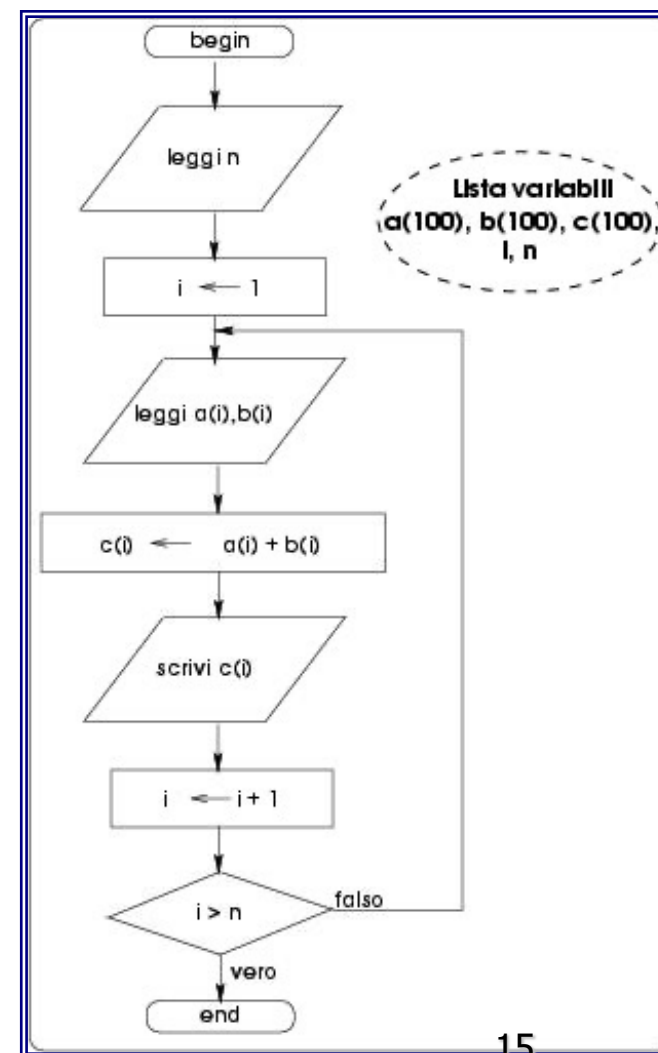 begin
leggi n
Lista variabili
a(100), b(100), c(100),
i, n
i ← 1
leggi a(i),b(i)
c(i) ← a(i) + b(i)
scrivi c(i)
i ← i + 1
i > n
falso
vero
end
15